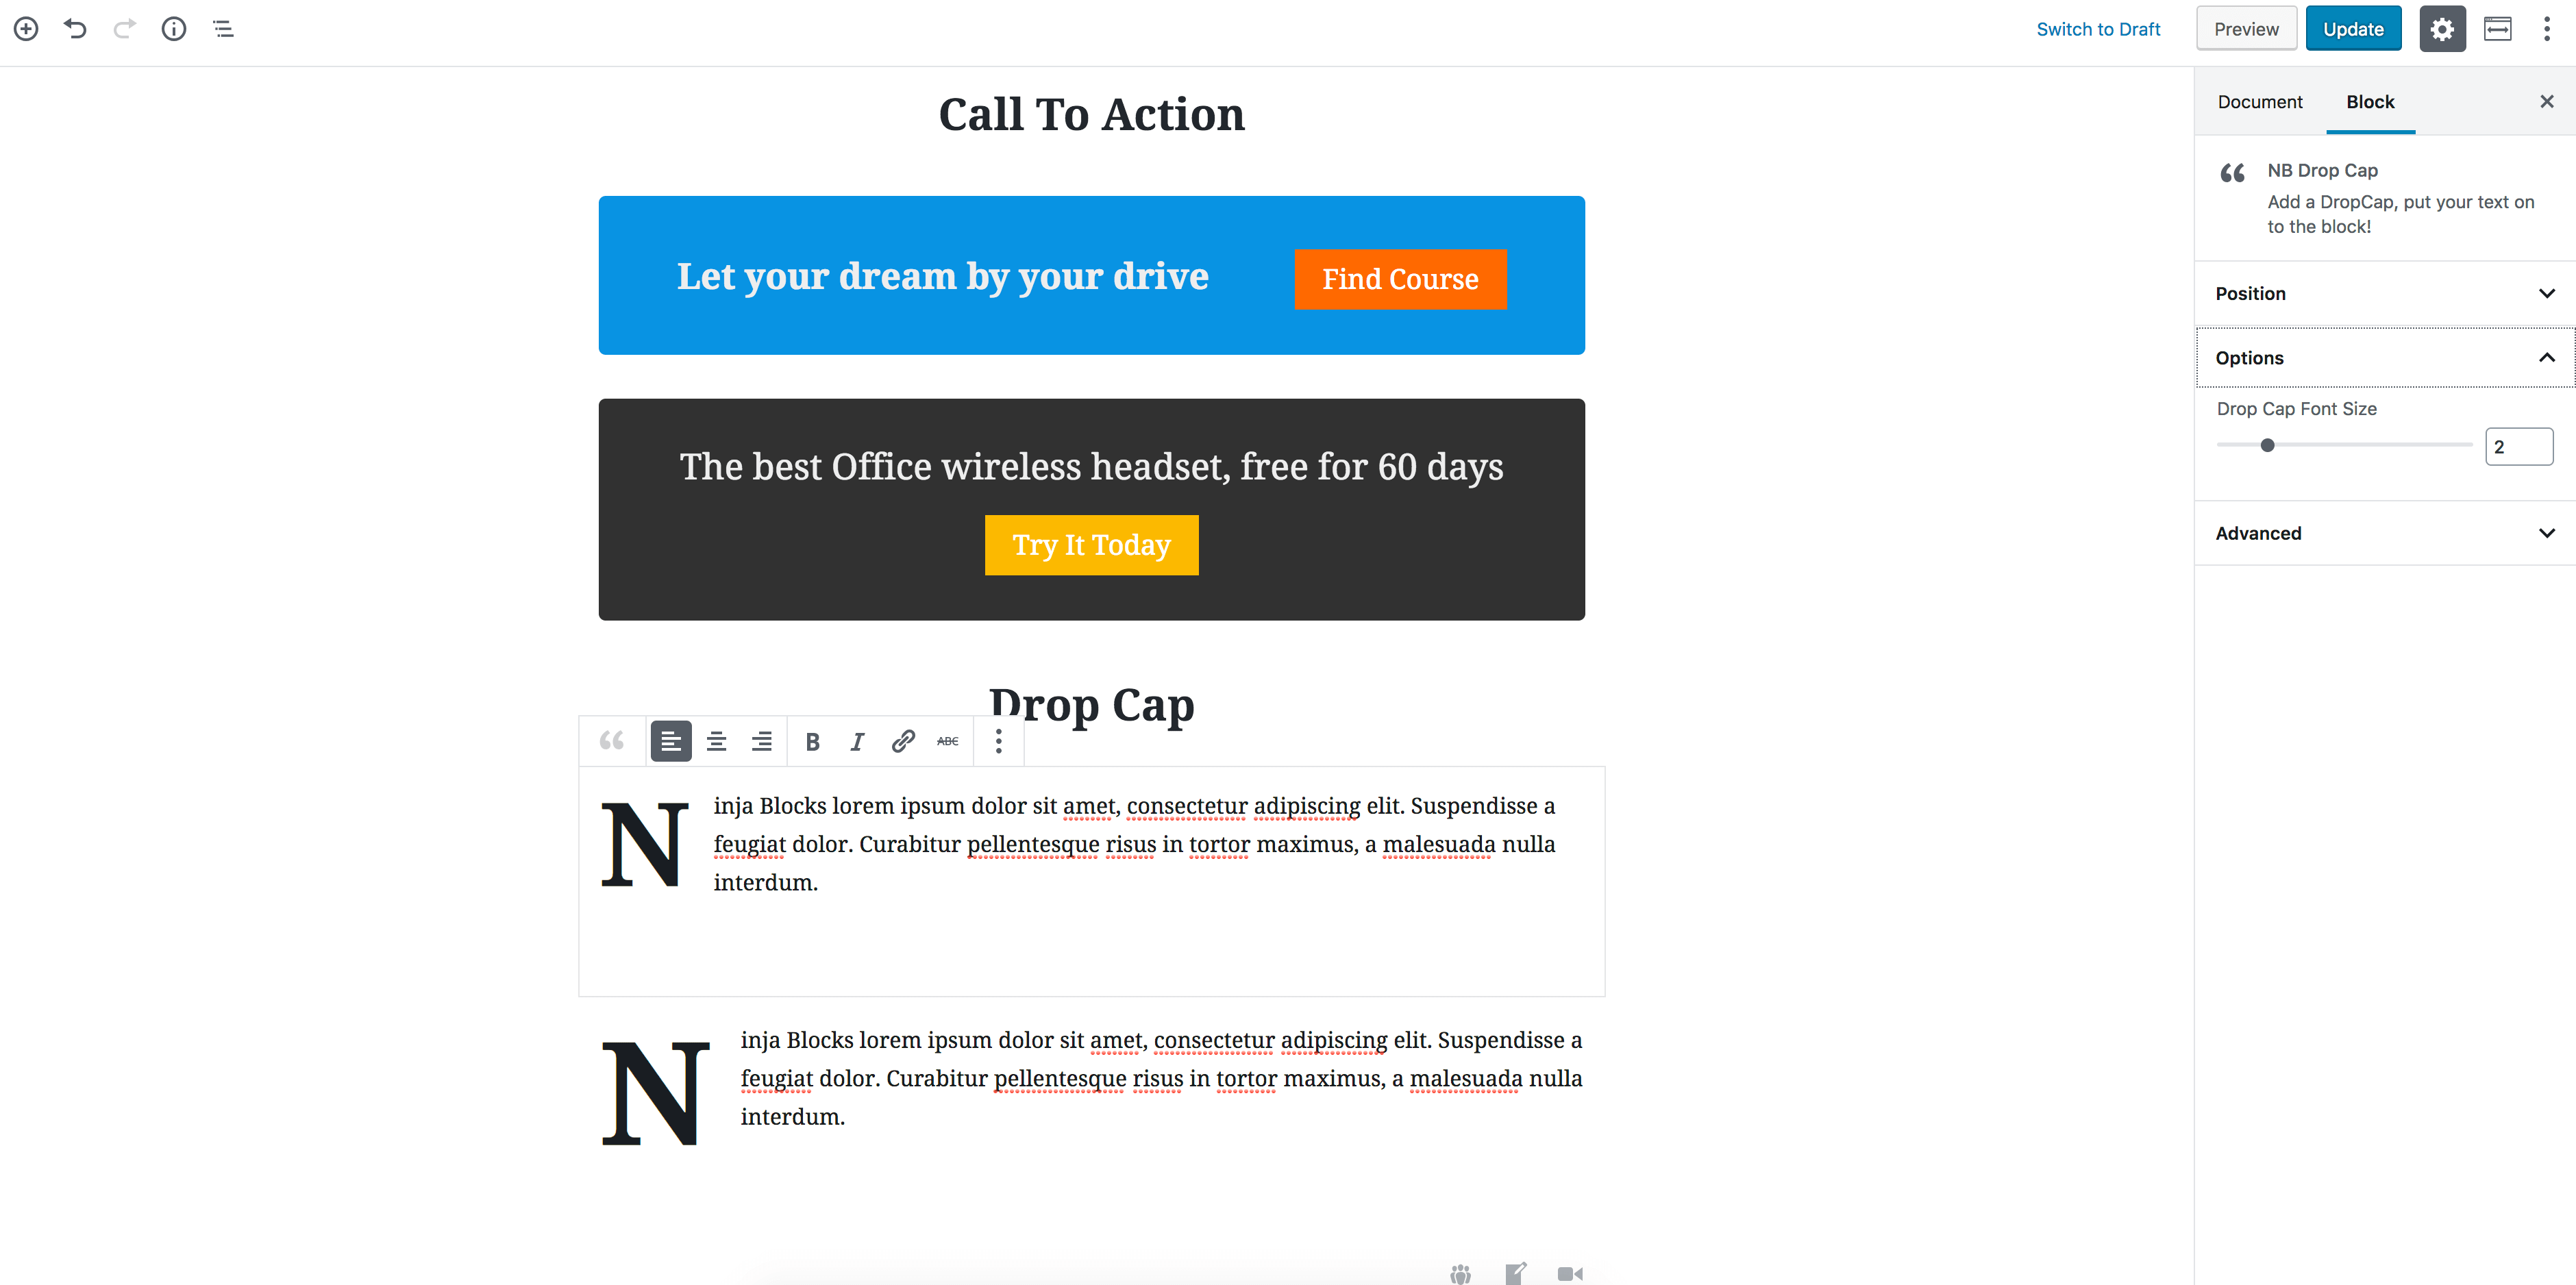 Switch to Draft Preview Update
Document Block
Call To Action
NB Drop Cap
Add a DropCap, put your text on
to the block!
Let your dream by your drive Find Course
Position
Options
Drop Cap Font Size
2
The best Office wireless headset, free for 60 days
Try It Today
Advanced
Drop Cap
B I ABC
Ninja Blocks lorem ipsum dolor sit amet, consectetur adipiscing elit. Suspendisse a
feugiat dolor. Curabitur pellentesque risus in tortor maximus, a malesuada nulla
interdum.
Ninja Blocks lorem ipsum dolor sit amet, consectetur adipiscing elit. Suspendisse a
feugiat dolor. Curabitur pellentesque risus in tortor maximus, a malesuada nulla
interdum.